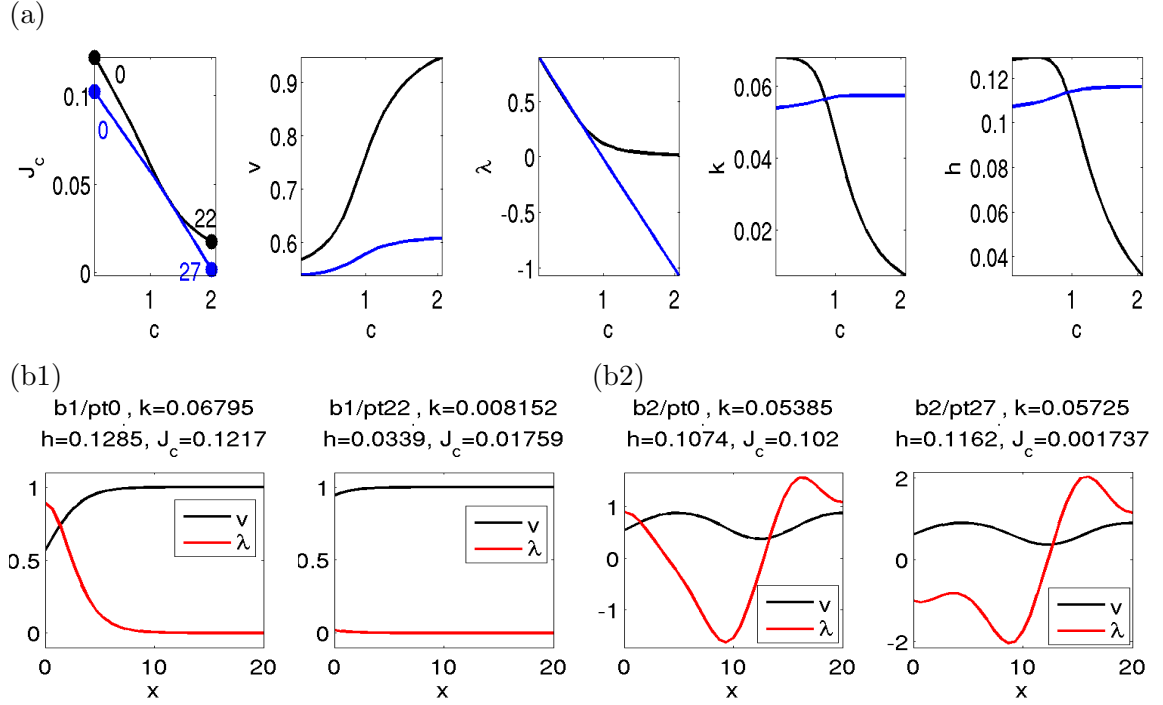 (a)
0.1
0.05
0
0
0
22
27
1
2
J_c
c
0.9
0.8
0.7
0.6
1
2
v
c
0.5
0
-0.5
-1
1
2
λ
c
0.06
0.04
0.02
1
2
k
c
0.12
0.1
0.08
0.06
0.04
1
2
h
c
(b1)
(b2)
b1/pt0 , k=0.06795
h=0.1285, J_c=0.1217
1
0.5
0
0
10
20
x
v
λ
b1/pt22 , k=0.008152
h=0.0339, J_c=0.01759
1
0.5
0
0
10
20
x
v
λ
b2/pt0 , k=0.05385
h=0.1074, J_c=0.102
1
0
-1
0
10
20
x
v
λ
b2/pt27 , k=0.05725
h=0.1162, J_c=0.001737
2
0
-2
0
10
20
x
v
λ